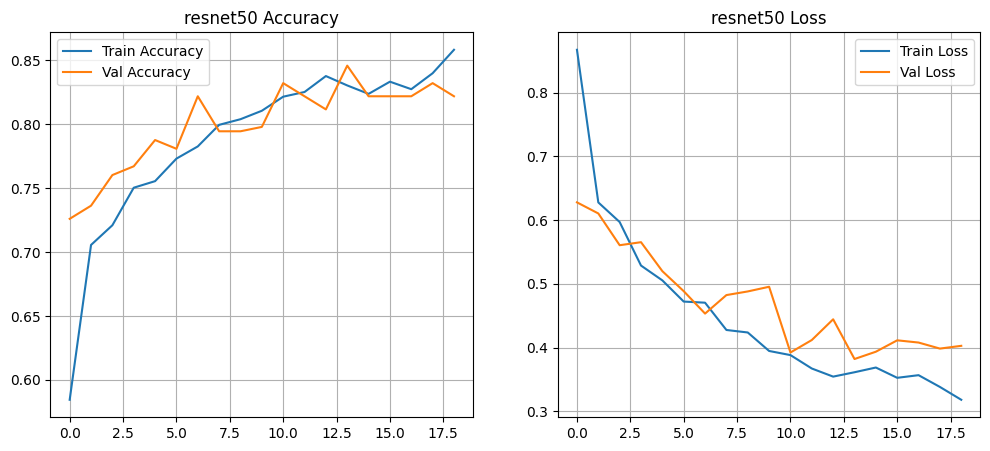 resnet50 Accuracy
Train Accuracy
Val Accuracy
0.85
0.80
0.75
0.70
0.65
0.60
0.0 2.5 5.0 7.5 10.0 12.5 15.0 17.5
resnet50 Loss
Train Loss
Val Loss
0.8
0.7
0.6
0.5
0.4
0.3
0.0 2.5 5.0 7.5 10.0 12.5 15.0 17.5